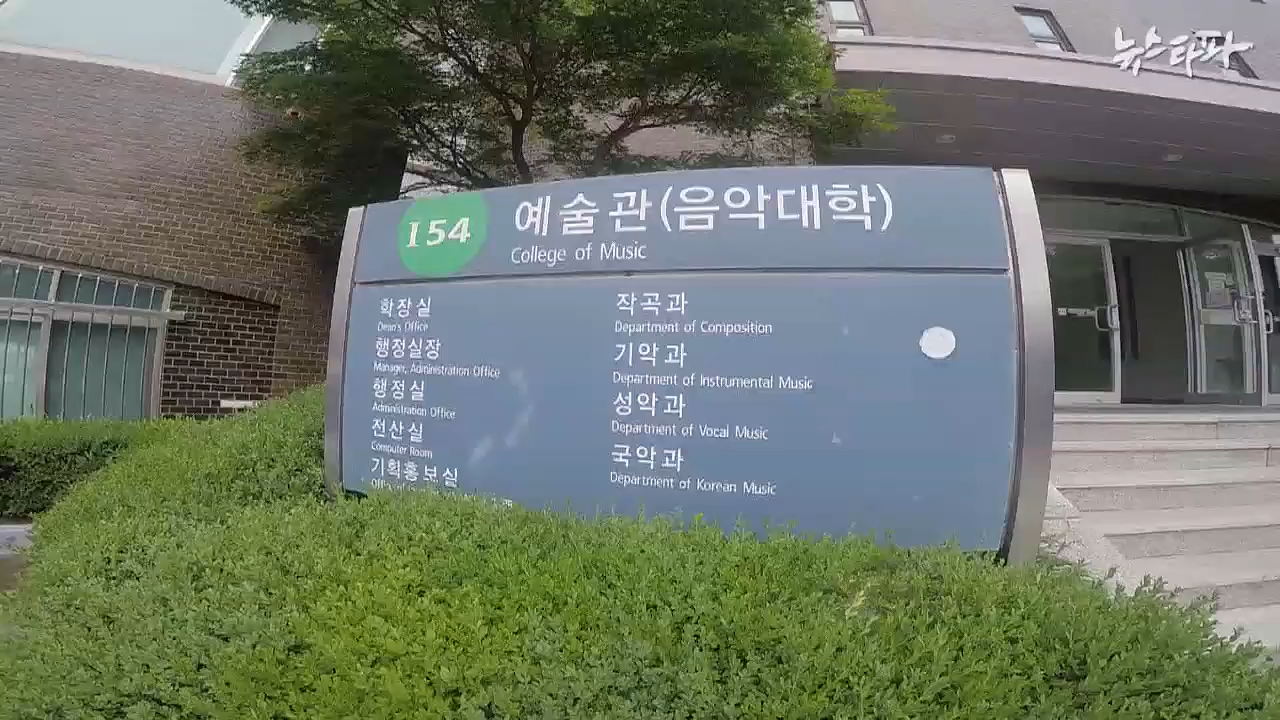 뉴스타파
154
예술관(음악대학)
College of Music
학장실
Dean's Office
행정실장
Manager, Administration Office
행정실
Administration Office
전산실
Computer Room
기획홍보실
작곡과
Department of Composition
기악과
Department of Instrumental Music
성악과
Department of Vocal Music
국악과
Department of Korean Music